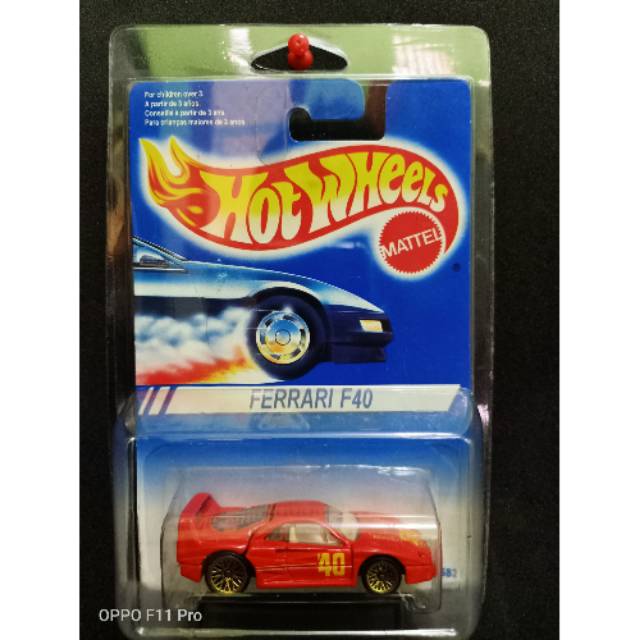 For children over 3.
A partir de 3 años.
Conseillé à partir de 3 ans.
Para crianças maiores de 3 anos.
HOT WHEELS
MATTEL
®
FERRARI F40
'40
OPPO F11 Pro